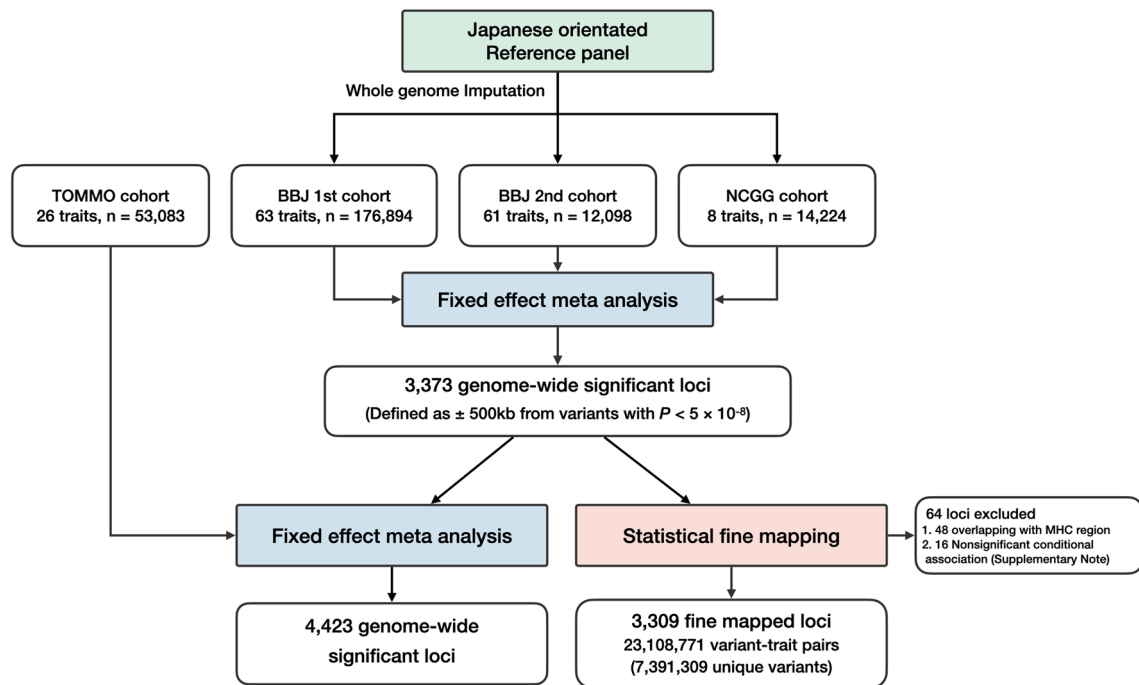 Japanese orientated
Reference panel
Whole genome Imputation
TOMMO cohort
26 traits, n = 53,083
BBJ 1st cohort
63 traits, n = 176,894
BBJ 2nd cohort
61 traits, n = 12,098
NCGG cohort
8 traits, n = 14,224
Fixed effect meta analysis
3,373 genome-wide significant loci
(Defined as ± 500kb from variants with P < 5 × 10⁻⁸)
Fixed effect meta analysis
Statistical fine mapping
64 loci excluded
1. 48 overlapping with MHC region
2. 16 Nonsignificant conditional
association (Supplementary Note)
4,423 genome-wide
significant loci
3,309 fine mapped loci
23,108,771 variant-trait pairs
(7,391,309 unique variants)